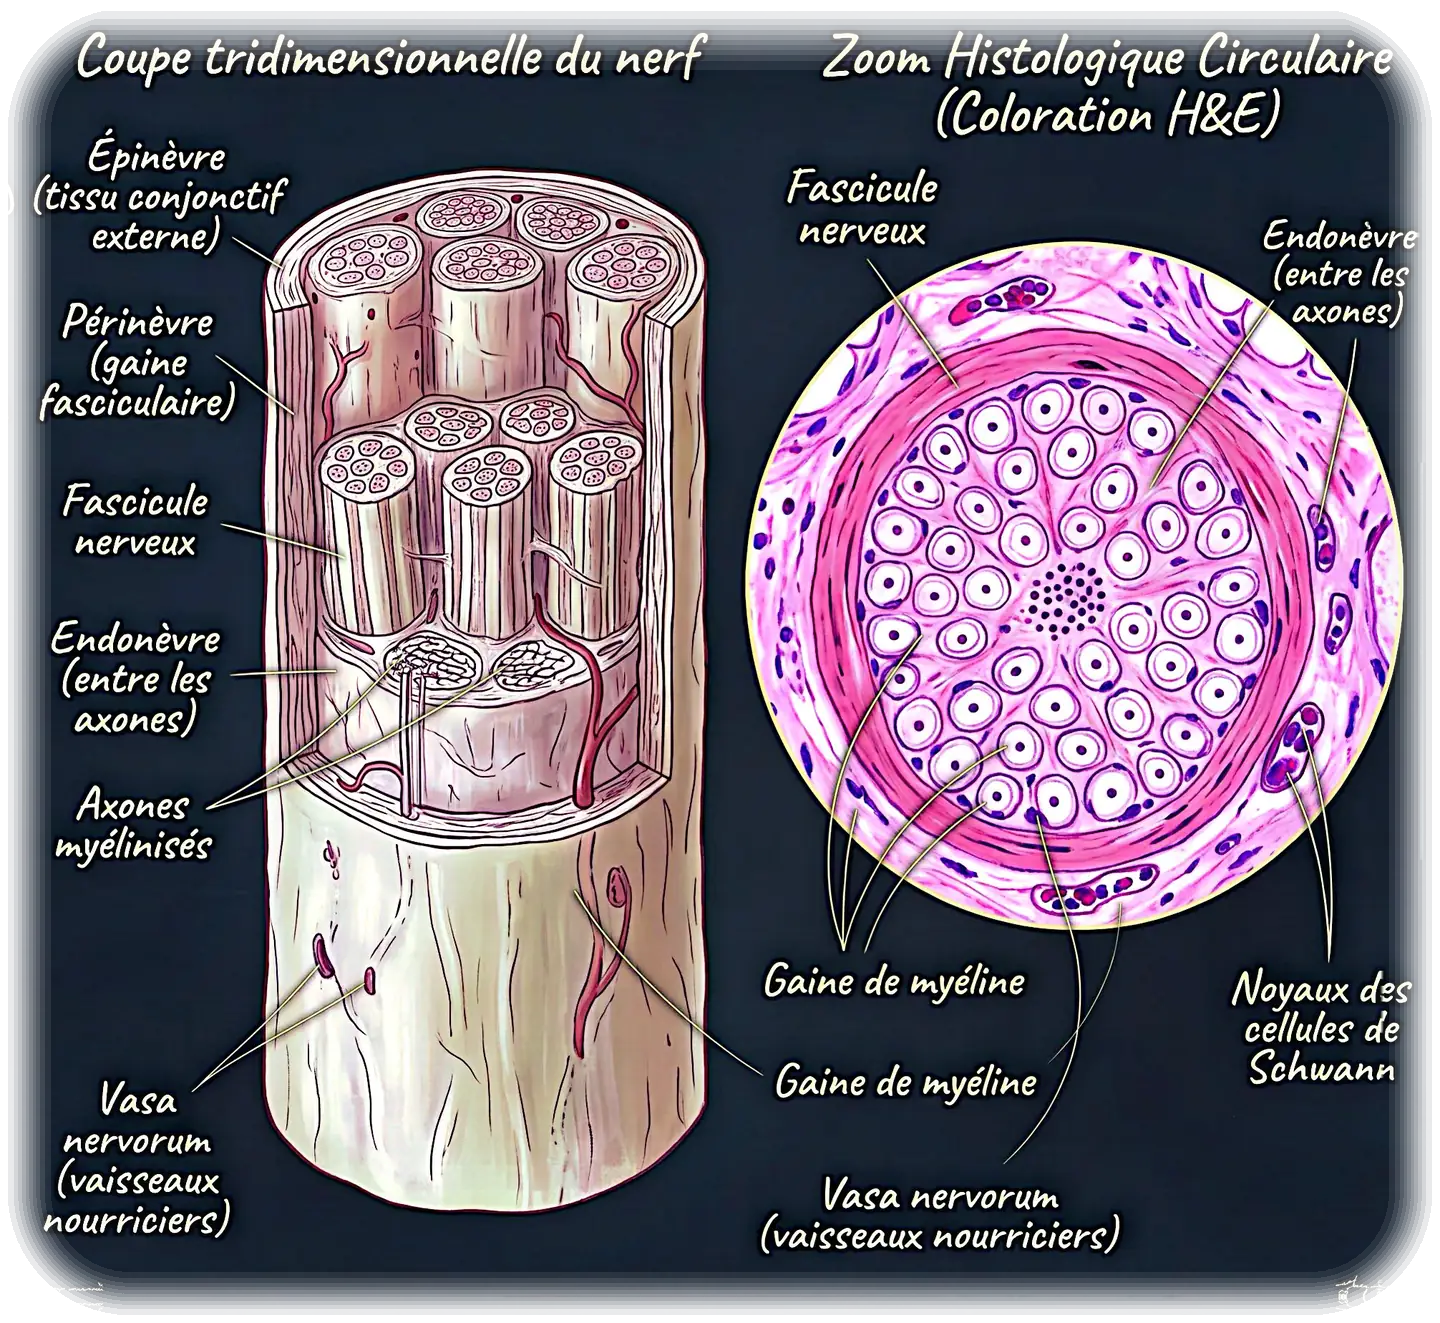 Coupe tridimensionnelle du nerf
Épinèvre
(tissu conjonctif
externe)
Périnèvre
(gaine
fasciculaire)
Fascicule
nerveux
Endonèvre
(entre les
axones)
Axones
myélinisés
Vasa
nervorum
(vaisseaux
nourriciers)
Zoom Histologique Circulaire
(Coloration H&E)
Fascicule
nerveux
Endonèvre
(entre les
axones)
Gaine de myéline
Noyaux des
cellules de
Schwann
Gaine de myéline
Vasa nervorum
(vaisseaux nourriciers)